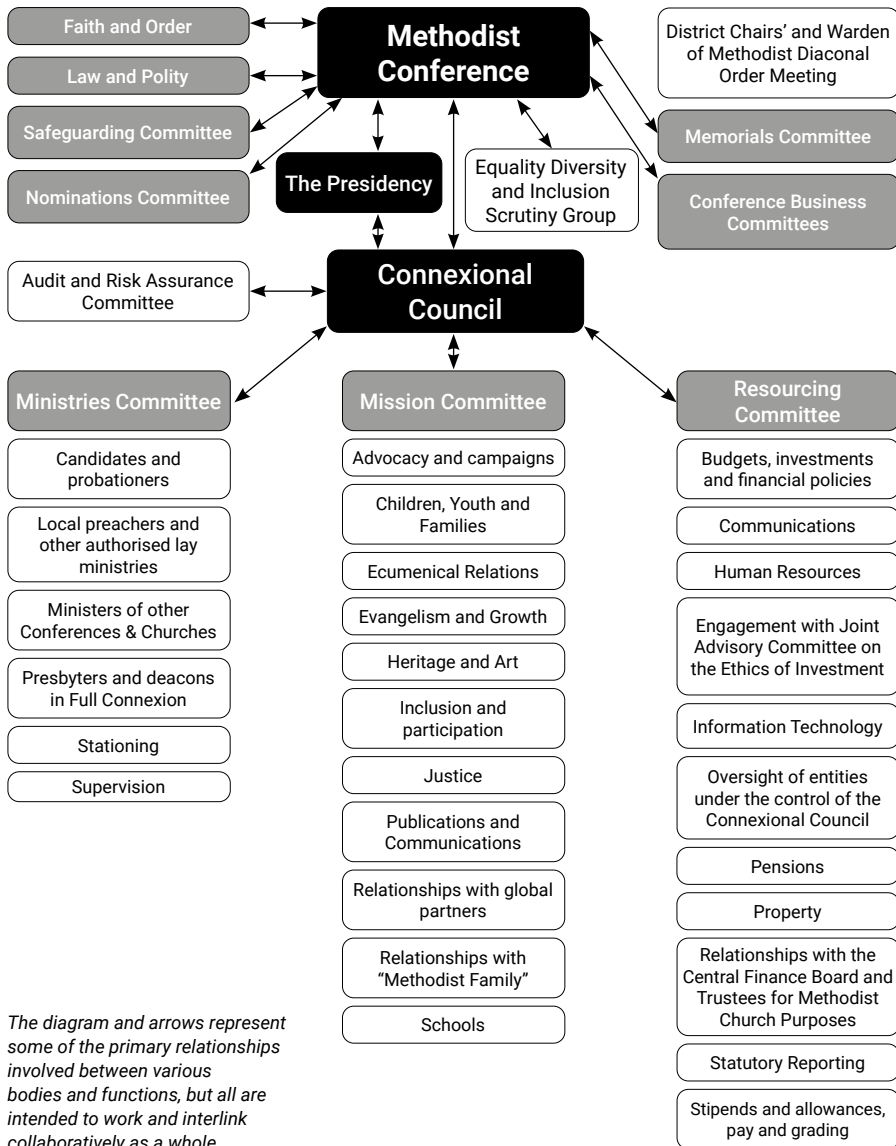 Faith and Order
Law and Polity
Safeguarding Committee
Nominations Committee
Methodist
Conference
The Presidency
Equality Diversity
and Inclusion
Scrutiny Group
District Chairs’ and Warden
of Methodist Diaconal
Order Meeting
Memorials Committee
Conference Business
Committees
Audit and Risk Assurance
Committee
Connexional
Council
Ministries Committee
Candidates and
probationers
Local preachers and
other authorised lay
ministries
Ministers of other
Conferences & Churches
Presbyters and deacons
in Full Connexion
Stationing
Supervision
Mission Committee
Advocacy and campaigns
Children, Youth and
Families
Ecumenical Relations
Evangelism and Growth
Heritage and Art
Inclusion and
participation
Justice
Publications and
Communications
Relationships with global
partners
Relationships with
“Methodist Family”
Schools
Resourcing
Committee
Budgets, investments
and financial policies
Communications
Human Resources
Engagement with Joint
Advisory Committee on
the Ethics of Investment
Information Technology
Oversight of entities
under the control of the
Connexional Council
Pensions
Property
Relationships with the
Central Finance Board and
Trustees for Methodist
Church Purposes
Statutory Reporting
Stipends and allowances,
pay and grading
The diagram and arrows represent
some of the primary relationships
involved between various
bodies and functions, but all are
intended to work and interlink
collaboratively as a whole